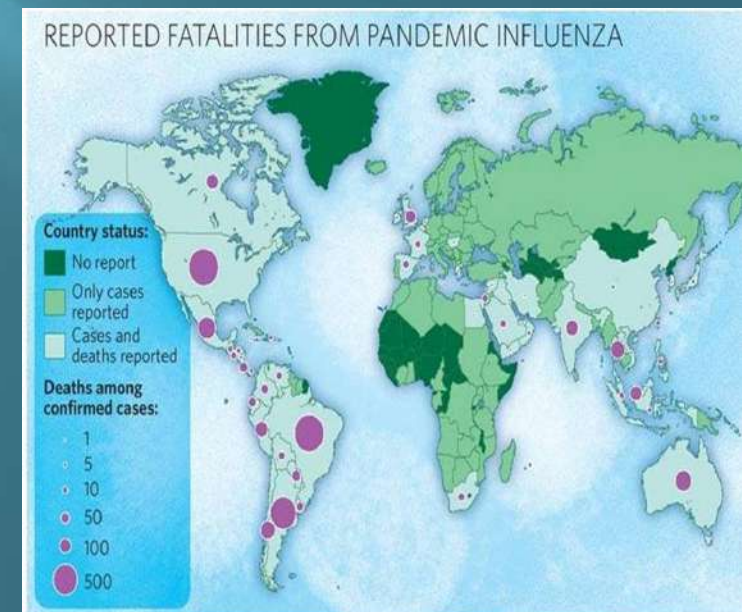 REPORTED FATALITIES FROM PANDEMIC INFLUENZA
Country status:
No report
Only cases
reported
Cases and
deaths reported
Deaths among
confirmed cases:
1
5
10
50
100
500